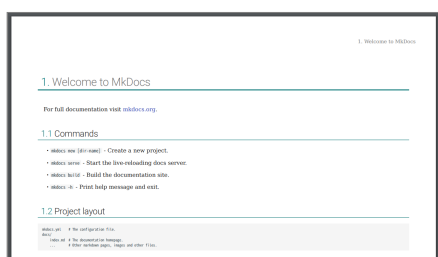 1. Welcome to MkDocs
1. Welcome to MkDocs
For full documentation visit mkdocs.org.
1.1 Commands
• mkdocs new [dir-name] - Create a new project.
• mkdocs serve - Start the live-reloading docs server.
• mkdocs build - Build the documentation site.
• mkdocs -h - Print help message and exit.
1.2 Project layout
mkdocs.yml # The configuration file.
docs/
index.md # The documentation homepage.
... # Other markdown pages, images and other files.